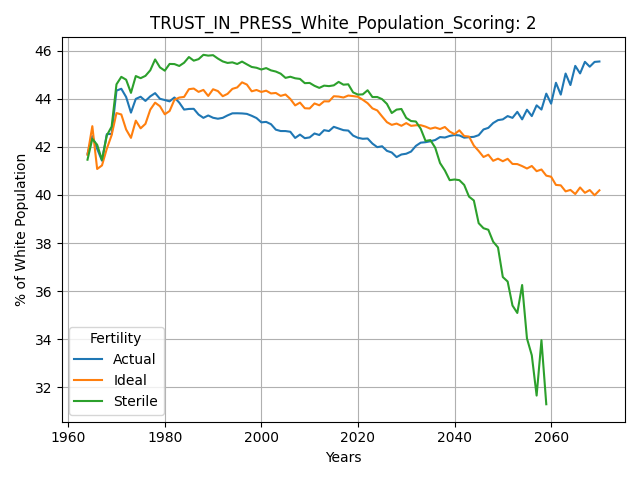 TRUST_IN_PRESS_White_Population_Scoring: 2
% of White Population
46
44
42
40
38
36
34
32
Fertility
Actual
Ideal
Sterile
1960
1980
2000
2020
2040
2060
Years